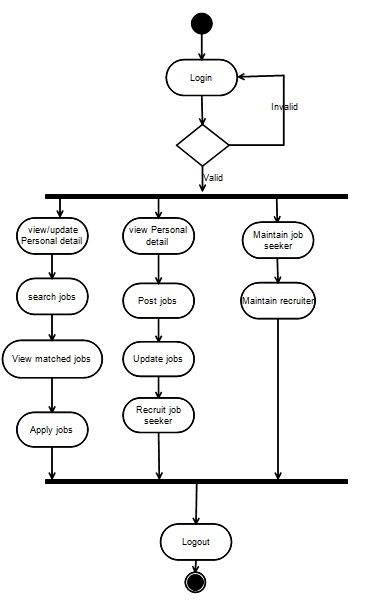 Login
Invalid
Valid
view/update
Personal detail
view Personal
detail
Maintain job
seeker
search jobs
Post jobs
Maintain recruiter
View matched jobs
Update jobs
Apply jobs
Recruit job
seeker
Logout